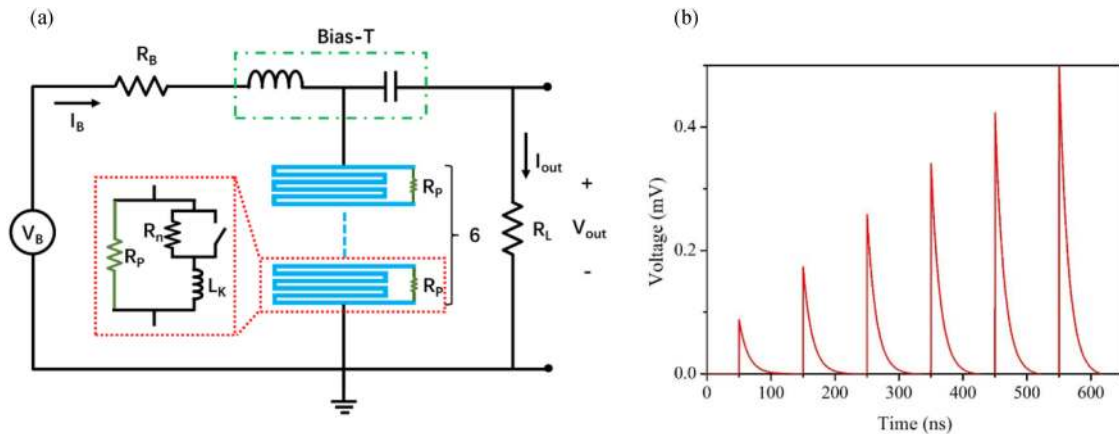 (a)
Bias-T
R_B
I_B
I_out
R_P
+
R_n
6
R_L
V_out
V_B
R_P
L_K
R_P
-
(b)
Voltage (mV)
0.4
0.2
0.0
0 100 200 300 400 500 600
Time (ns)